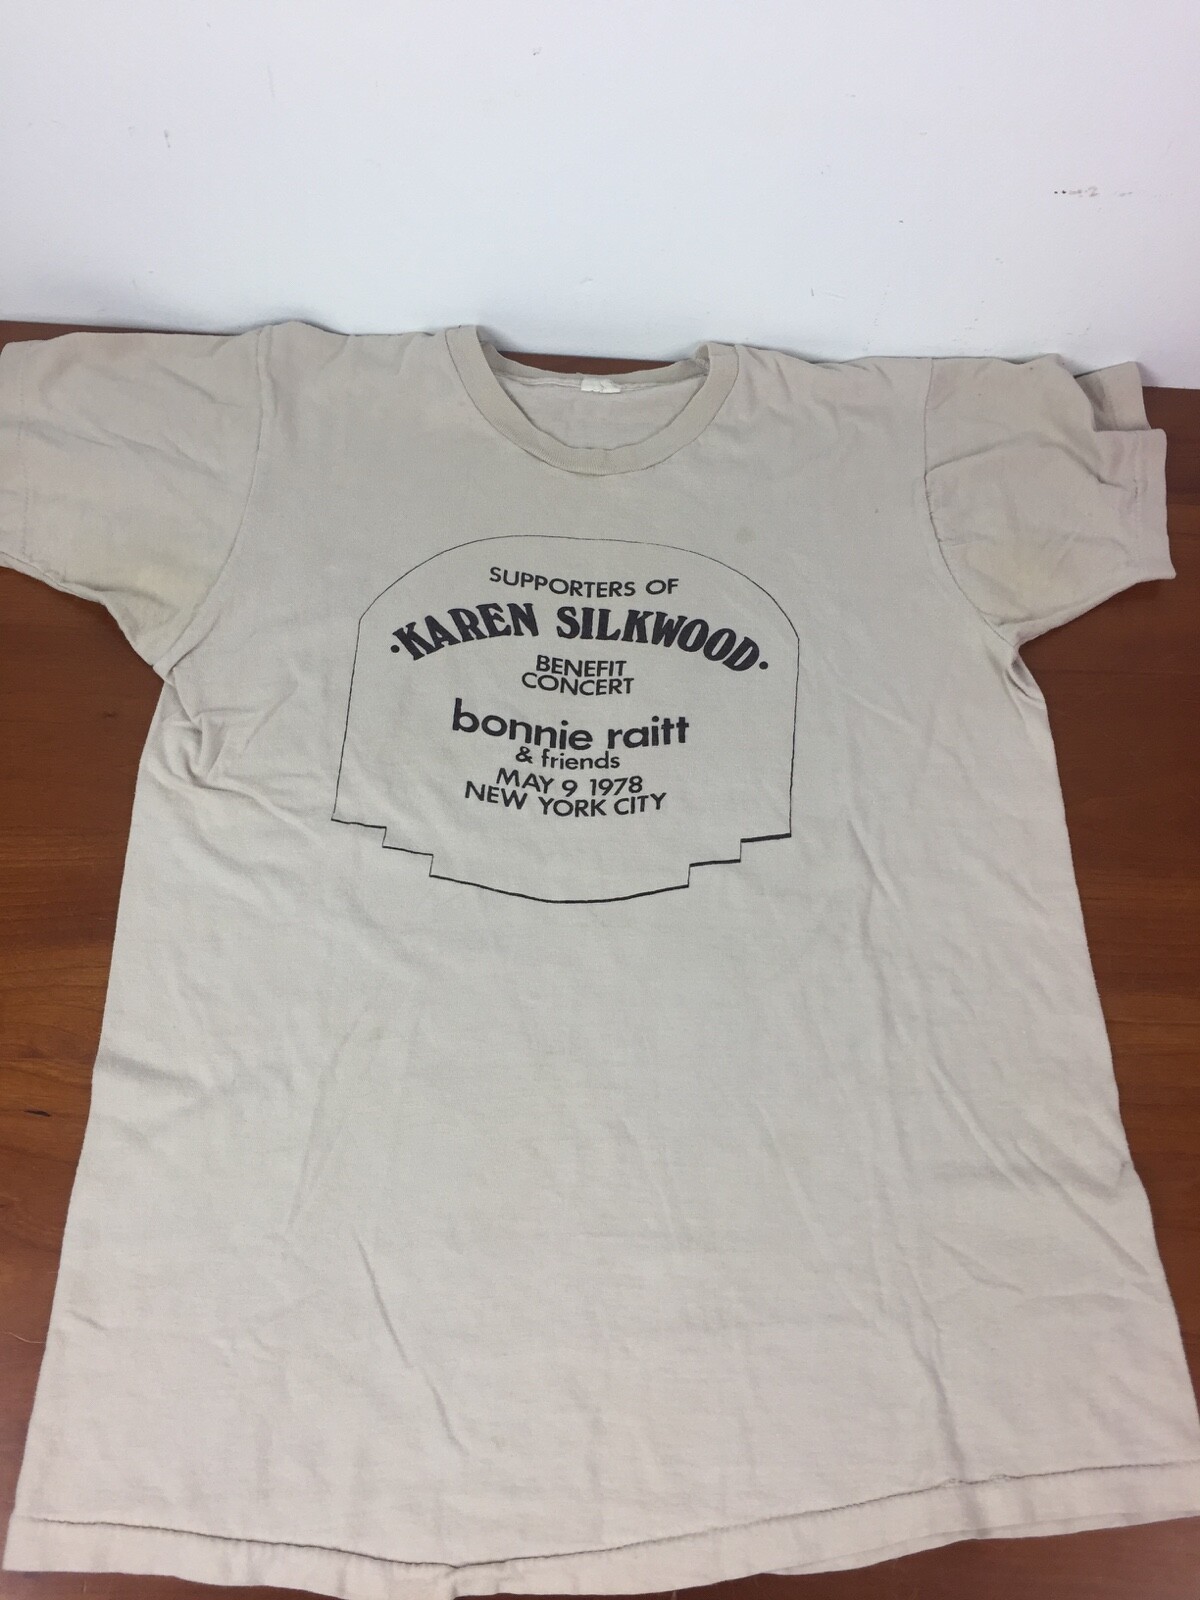 SUPPORTERS OF
·KAREN SILKWOOD·
BENEFIT
CONCERT
bonnie raitt
& friends
MAY 9 1978
NEW YORK CITY